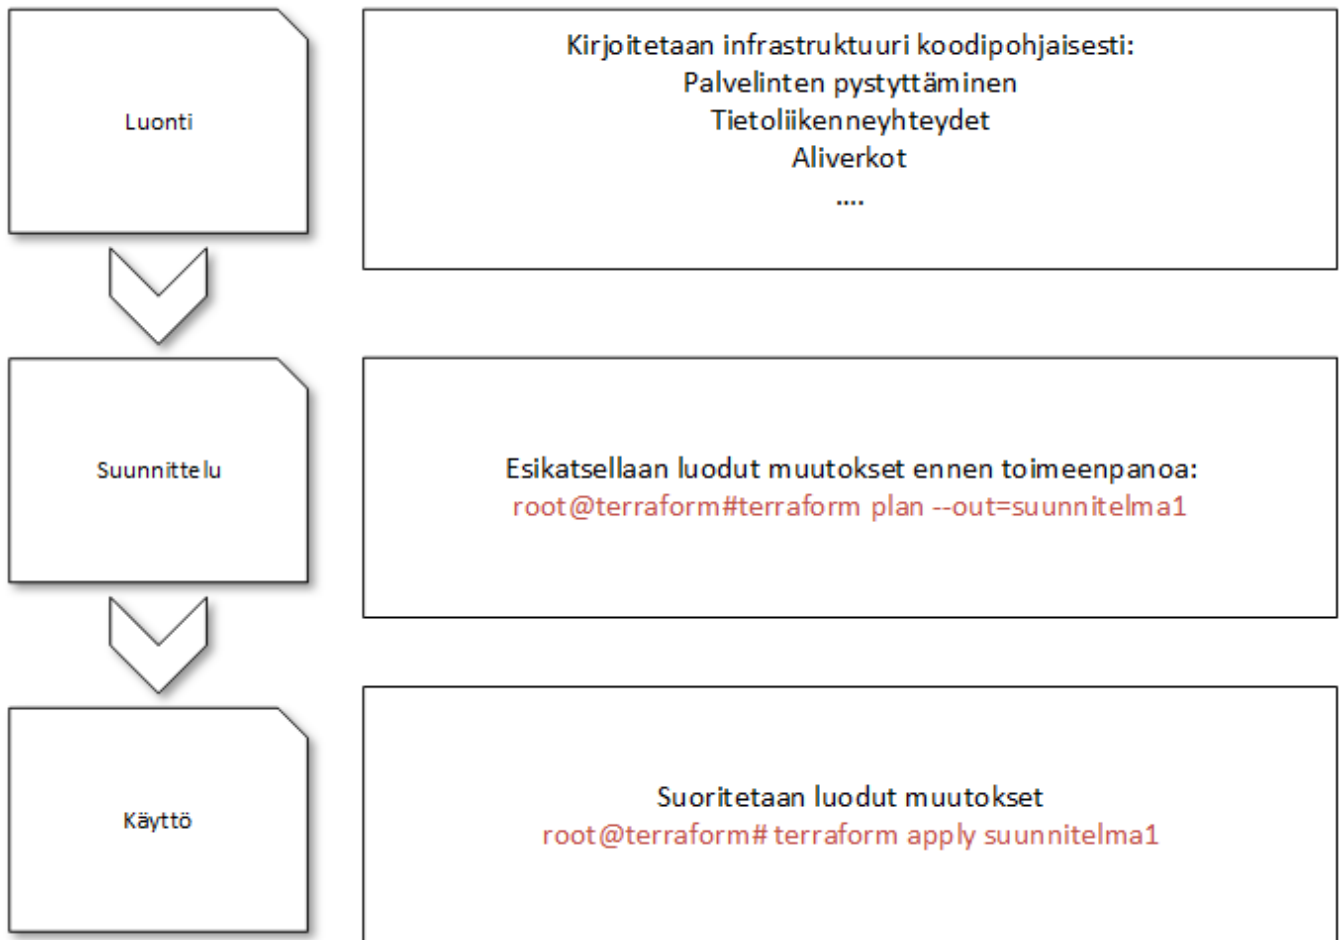 Luonti
Kirjoitetaan infrastruktuuri koodipohjaisesti:
Palvelinten pystyttäminen
Tietoliikenneyhteydet
Aliverkot
....
Suunnittelu
Esikatsellaan luodut muutokset ennen toimeenpanoa:
root@terraform#terraform plan --out=suunnitelma1
Käyttö
Suoritetaan luodut muutokset
root@terraform# terraform apply suunnitelma1